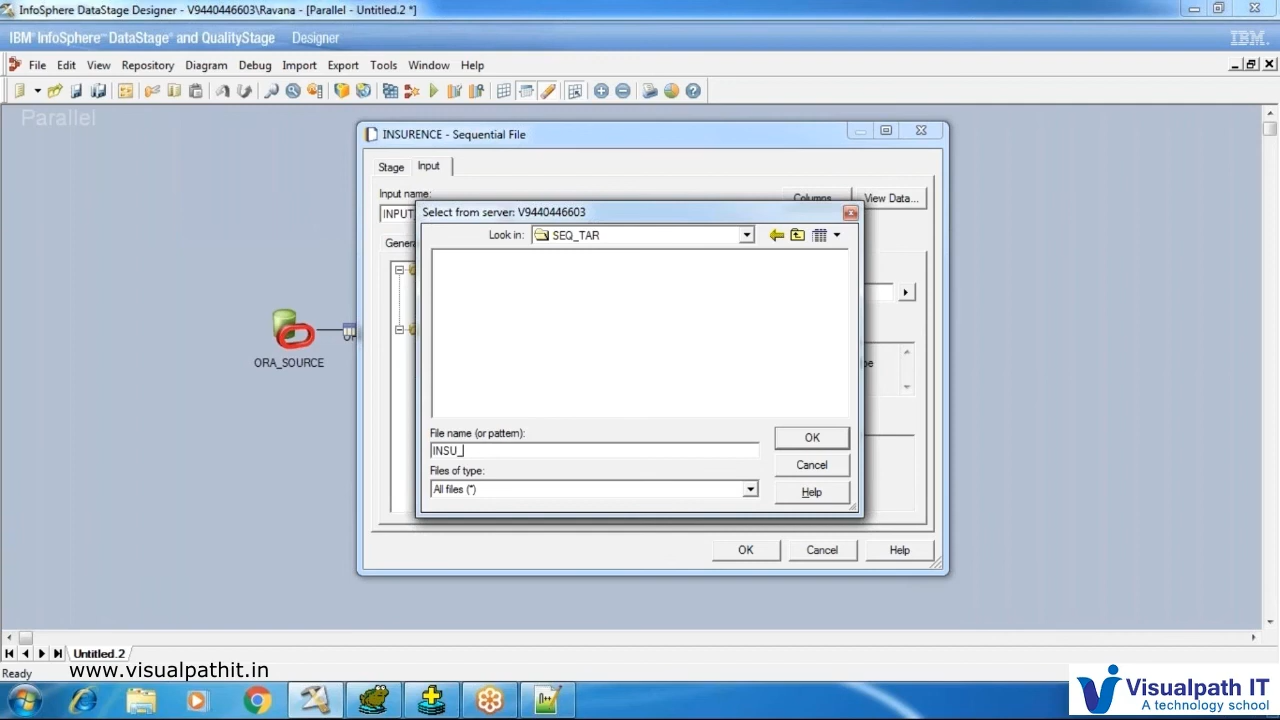 InfoSphere DataStage Designer - V9440446603\Ravana - [Parallel - Untitled.2 *]
IBM® InfoSphere™ DataStage® and QualityStage Designer
IBM.
File Edit View Repository Diagram Debug Import Export Tools Window Help
Parallel
INSURENCE - Sequential File
Stage Input
Input name:
Columns... View Data...
INPUT
Select from server: V9440446603
Look in: SEQ_TAR
Genera
ORA_SOURCE
File name (or pattern):
OK
INSU_
Cancel
Files of type:
All files (*)
Help
OK Cancel Help
Untitled.2
www.visualpathit.in
Ready
Visualpath IT
A technology school